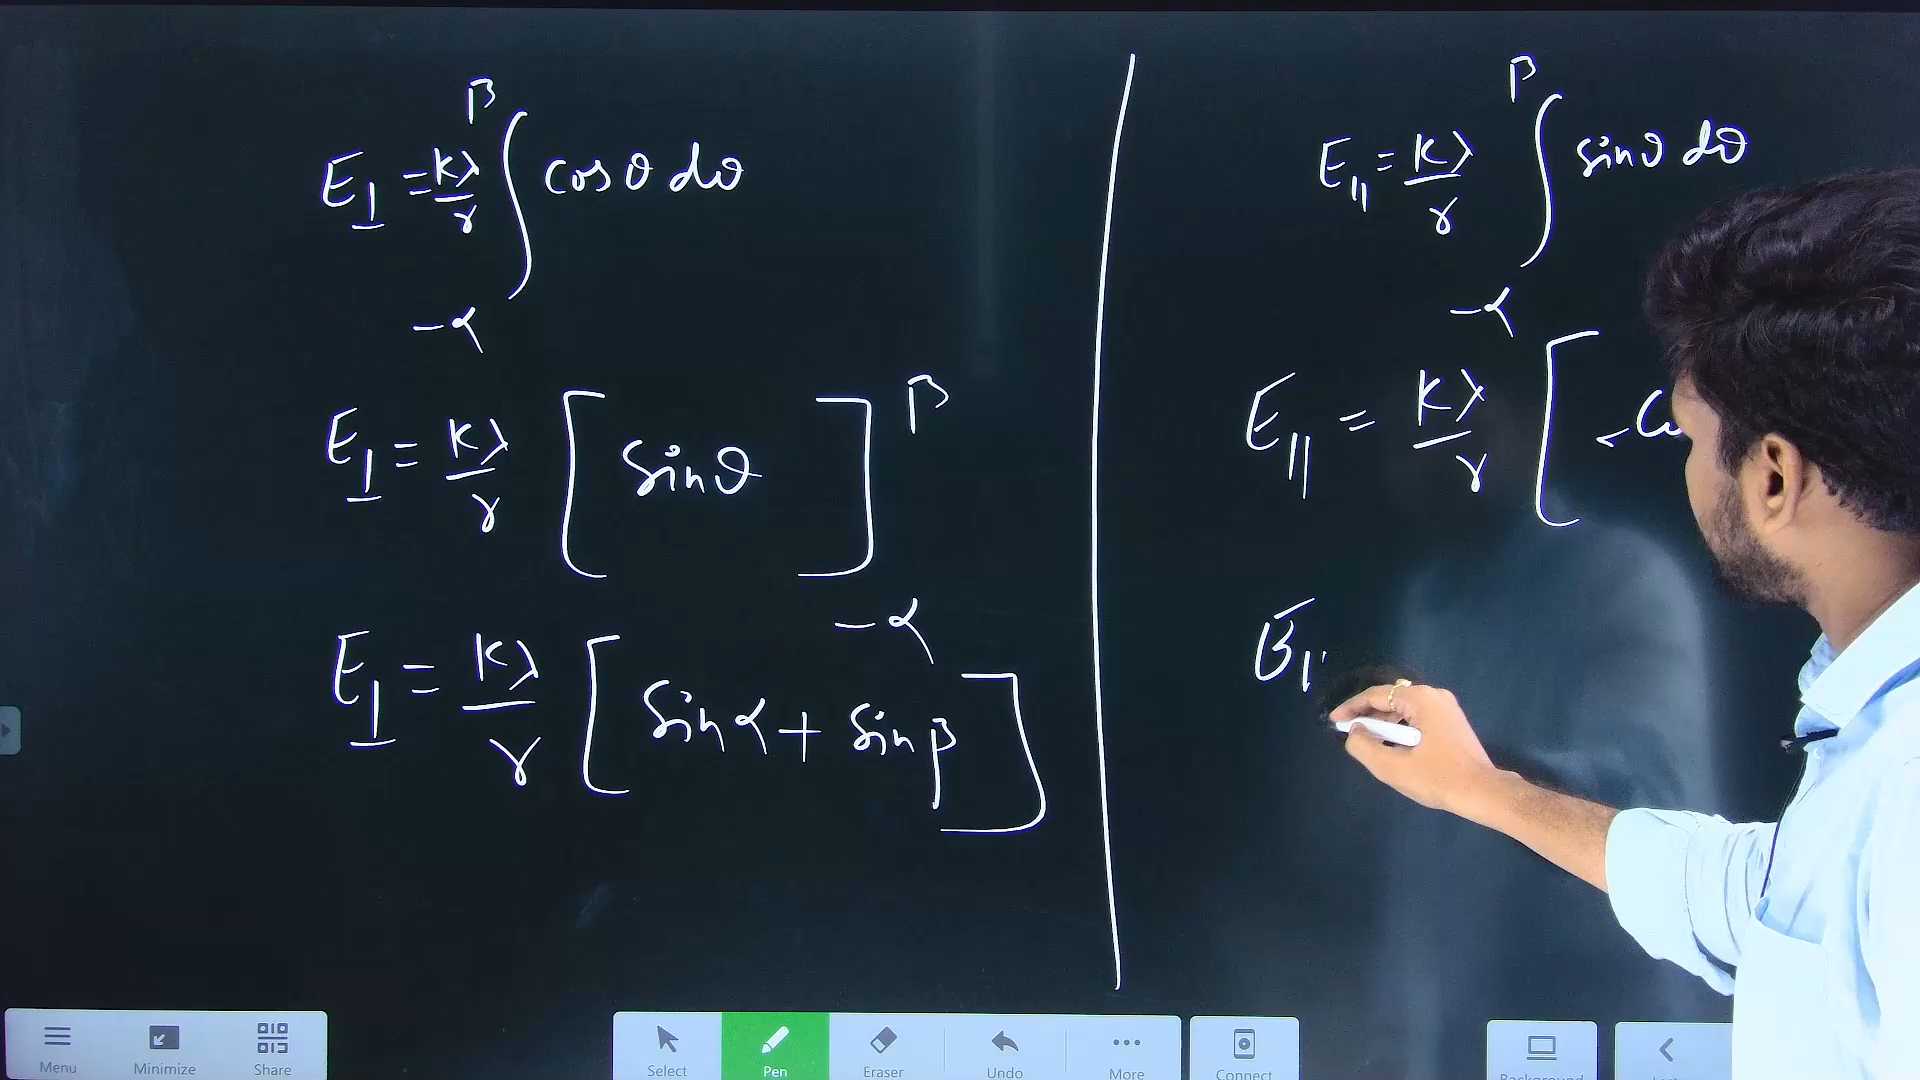 E⊥ = kλ/r ∫_{-α}^{β} cosθ dθ
E⊥ = kλ/r [ sinθ ]_{-α}^{β}
E⊥ = kλ/r [ sinα + sinβ ]
E|| = kλ/r ∫_{-α}^{β} sinθ dθ
E|| = kλ/r [ -
E
Menu
Minimize
Share
Select
Pen
Eraser
Undo
More
Connect
Background